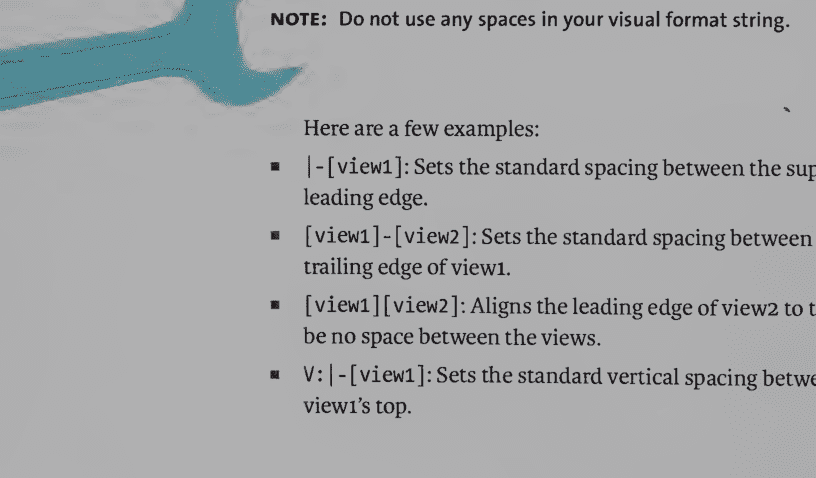 NOTE: Do not use any spaces in your visual format string.
Here are a few examples:
▪ |-[view1]: Sets the standard spacing between the
leading edge.
▪ [view1]-[view2]: Sets the standard spacing between
trailing edge of view1.
▪ [view1][view2]: Aligns the leading edge of view2 to
be no space between the views.
▪ V:|-[view1]: Sets the standard vertical spacing
view1's top.